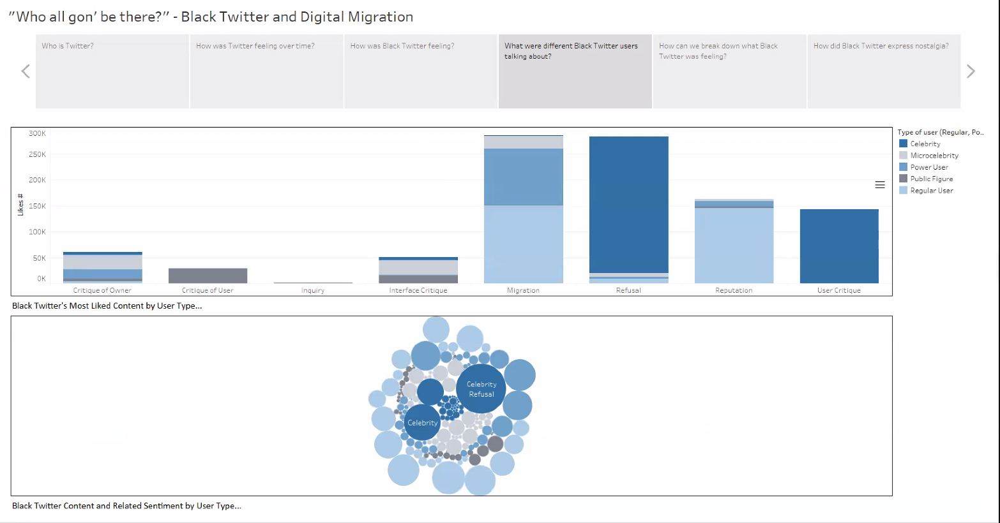 "Who all gon' be there?" - Black Twitter and Digital Migration
Who is Twitter?
How was Twitter feeling over time?
How was Black Twitter feeling?
What were different Black Twitter users
talking about?
How can we break down what Black
Twitter was feeling?
How did Black Twitter express nostalgia?
300K
250K
200K
150K
100K
50K
0K
Likes #
Critique of Owner
Critique of User
Inquiry
Interface Critique
Migration
Refusal
Reputation
User Critique
Type of user (Regular, Po..
Celebrity
Microcelebrity
Power User
Public Figure
Regular User
Black Twitter's Most Liked Content by User Type...
Celebrity
Refusal
Celebrity
Black Twitter Content and Related Sentiment by User Type...